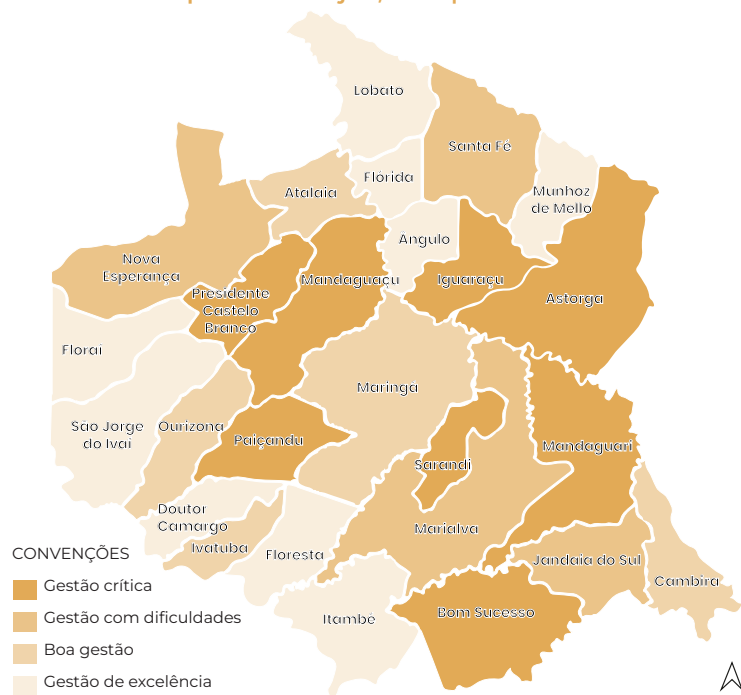 Lobato
Santa Fé
Flórida
Atalaia
Munhoz
de Mello
Ângulo
Nova
Esperança
Mandaguaçu
Iguaraçu
Presidente
Castelo
Branco
Astorga
Floraí
Maringá
São Jorge
do Ivaí
Ourizona
Paiçandu
Sarandi
Mandaguari
Doutor
Camargo
Marialva
Ivatuba
Floresta
Jandaia do Sul
Cambira
Itambé
Bom Sucesso
CONVENÇÕES
Gestão crítica
Gestão com dificuldades
Boa gestão
Gestão de excelência